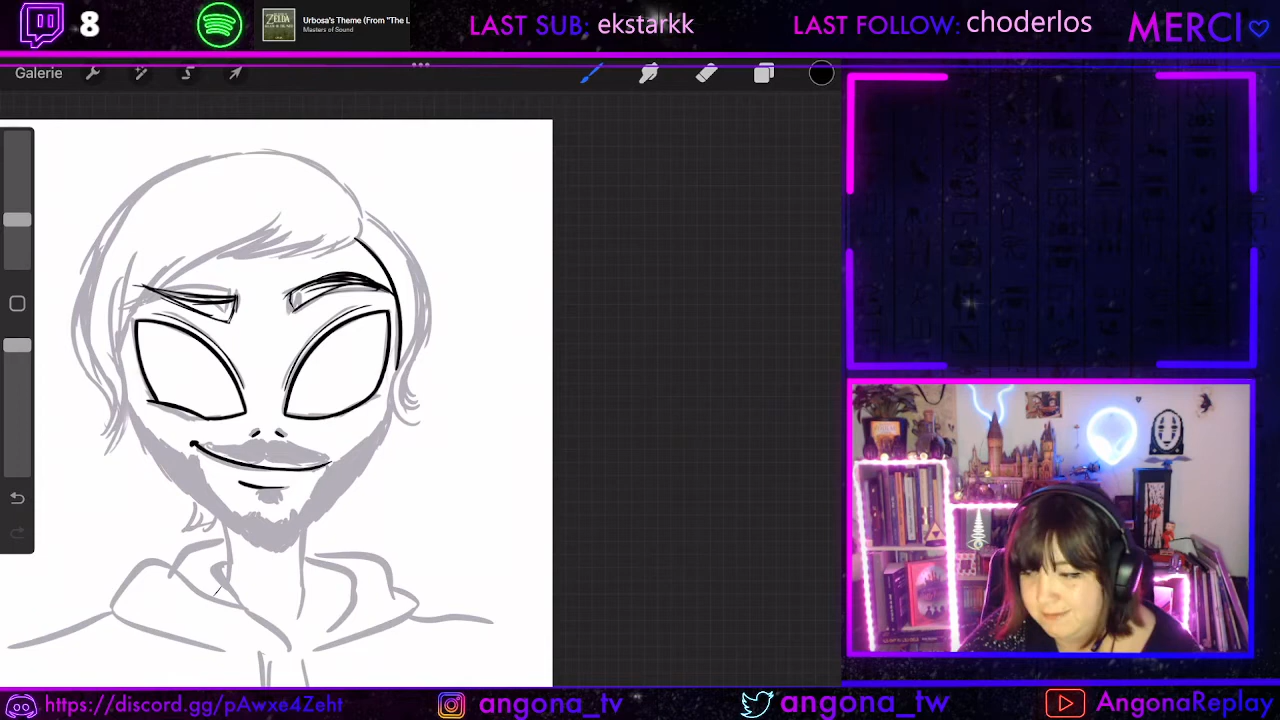 8
Urbosa's Theme (From "The L
Masters of Sound
LAST SUB: ekstarkk
LAST FOLLOW: choderlos
MERCI
Galerie
https://discord.gg/pAwxe4Zeht
angona_tv
angona_tw
AngonaReplay